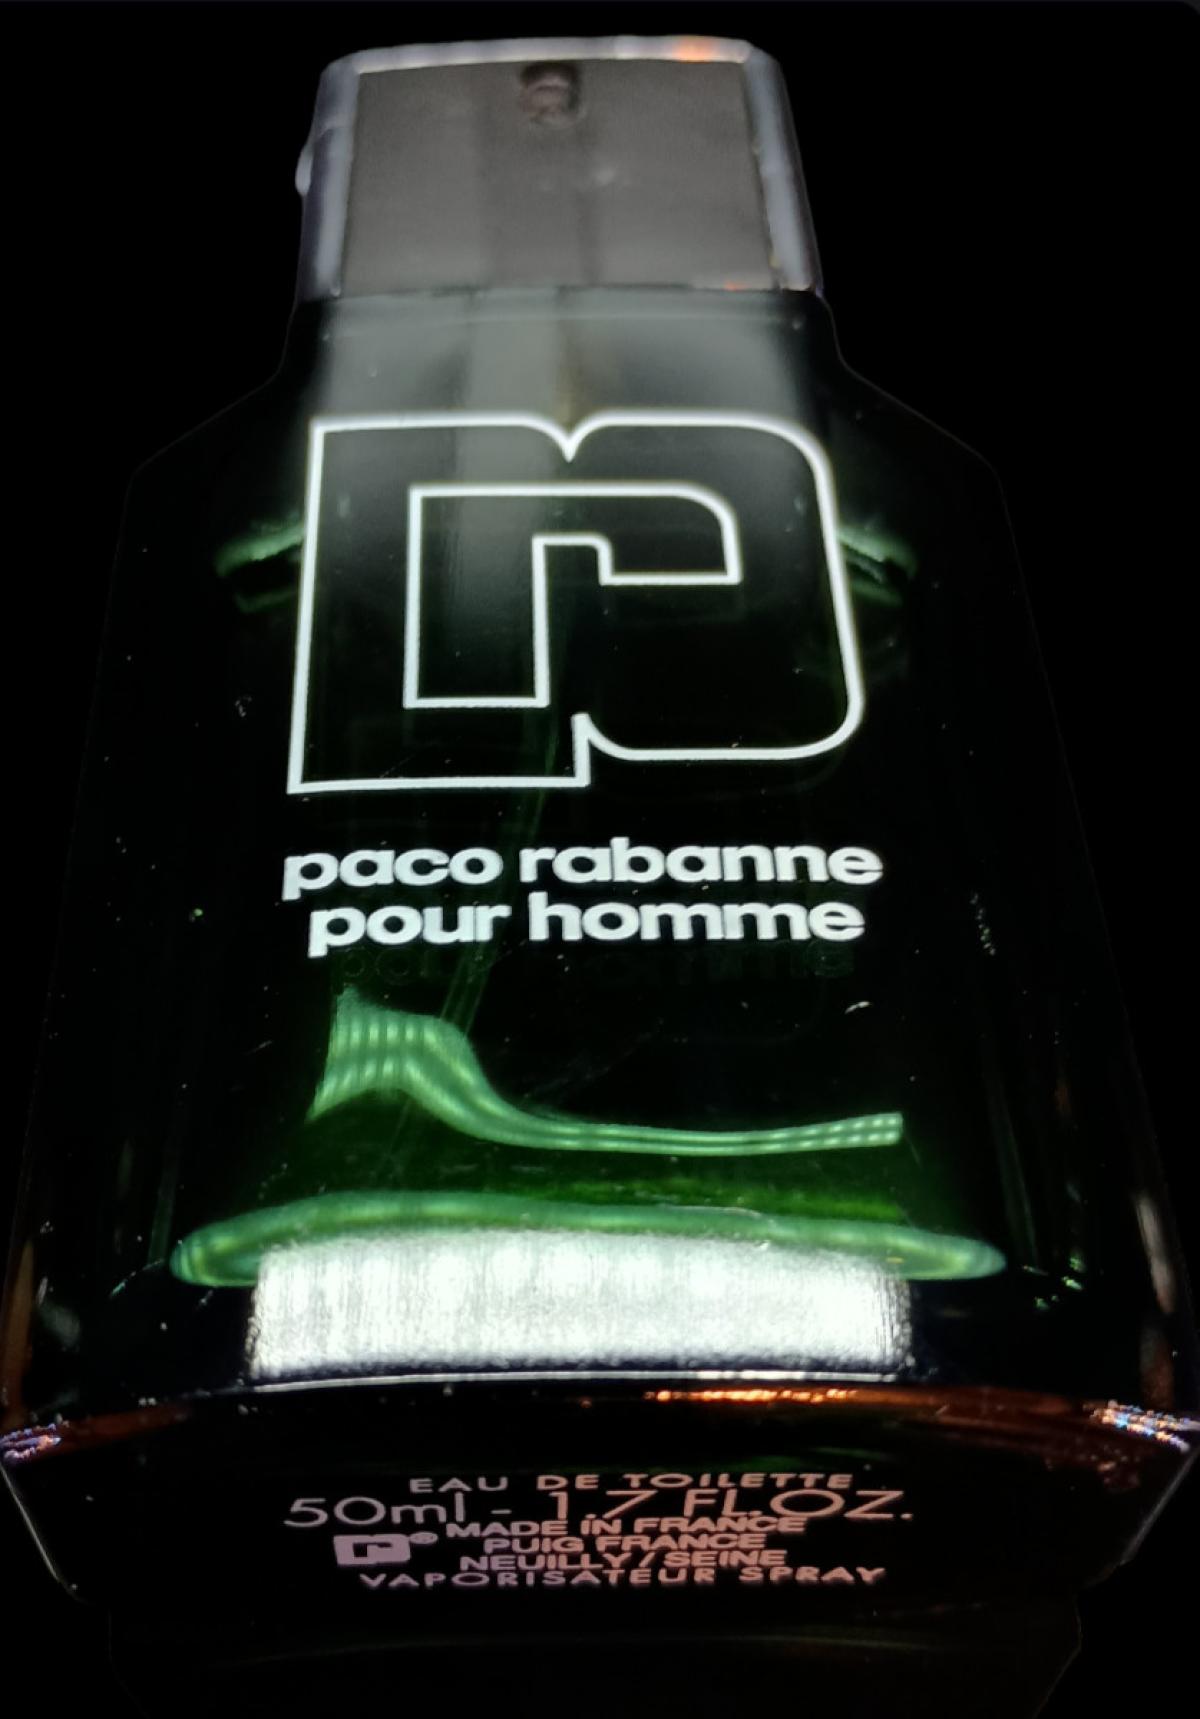 paco rabanne
pour homme
EAU DE TOILETTE
50ml - 1.7 FL.OZ.
MADE IN FRANCE
r® PUIG FRANCE
NEUILLY / SEINE
VAPORISATEUR SPRAY